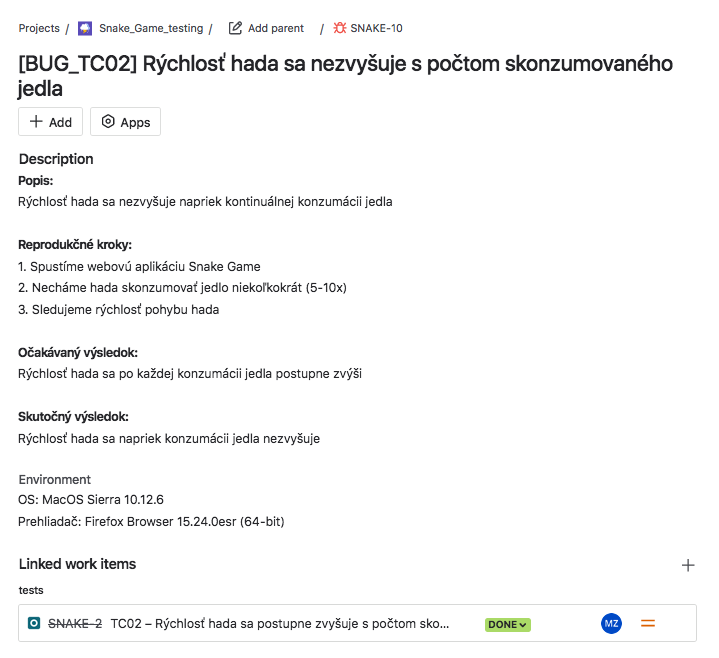 Projects / Snake_Game_testing / Add parent / SNAKE-10
[BUG_TC02] Rýchlosť hada sa nezvyšuje s počtom skonzumovaného
jedla
Add Apps
Description
Popis:
Rýchlosť hada sa nezvyšuje napriek kontinuálnej konzumácii jedla
Reprodukčné kroky:
1. Spustíme webovú aplikáciu Snake Game
2. Necháme hada skonzumovať jedlo niekoľkokrát (5-10x)
3. Sledujeme rýchlosť pohybu hada
Očakávaný výsledok:
Rýchlosť hada sa po každej konzumácii jedla postupne zvýši
Skutočný výsledok:
Rýchlosť hada sa napriek konzumácii jedla nezvyšuje
Environment
OS: MacOS Sierra 10.12.6
Prehliadač: Firefox Browser 15.24.0esr (64-bit)
Linked work items
tests
SNAKE-2 TC02 – Rýchlosť hada sa postupne zvyšuje s počtom sko... DONE MZ